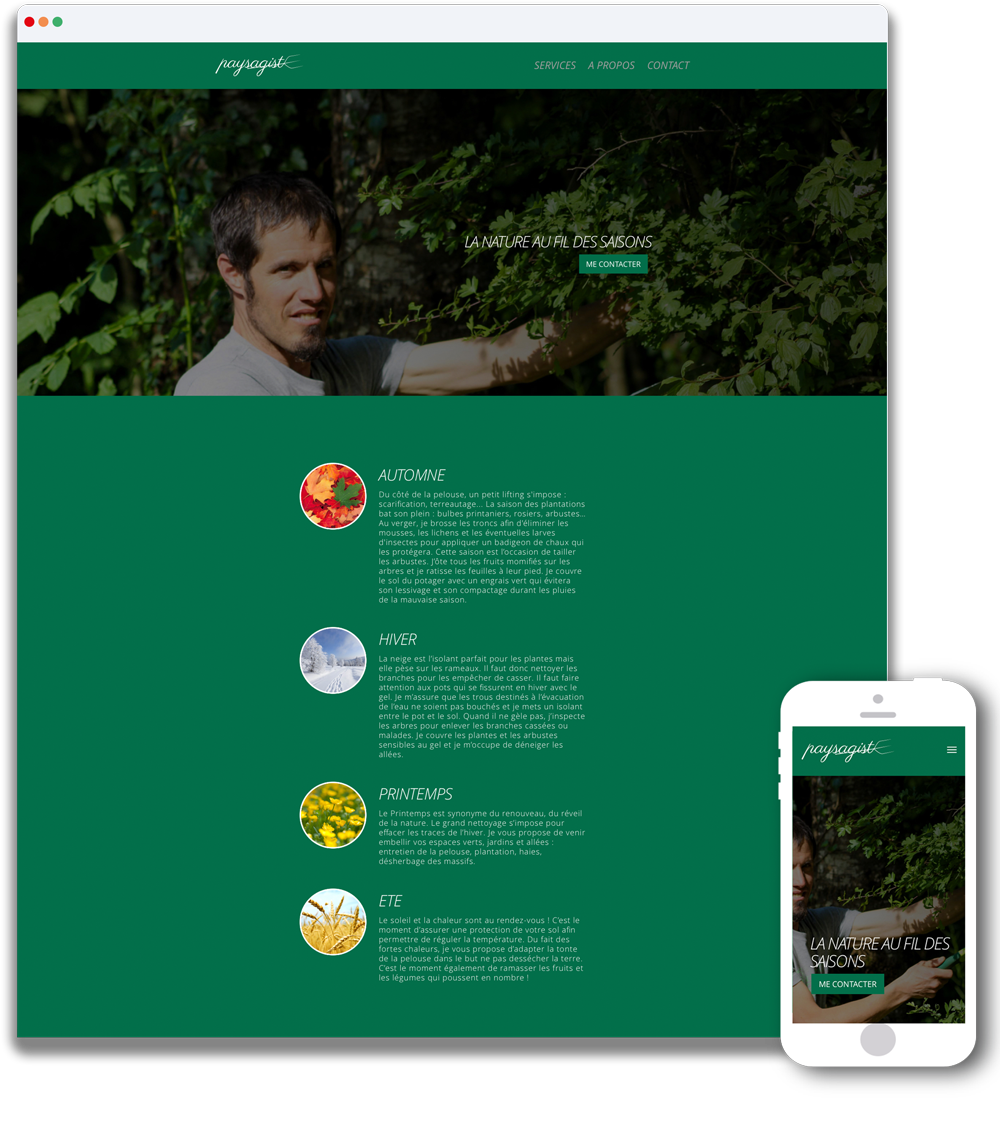 paysagiste
SERVICES A PROPOS CONTACT
LA NATURE AU FIL DES SAISONS
ME CONTACTER
AUTOMNE
Du côté de la pelouse, un petit lifting s'impose :
scarification, terreautage... La saison des plantations
bat son plein : bulbes printaniers, rosiers, arbustes...
Au verger, je brosse les troncs afin d'éliminer les
mousses, les lichens et les éventuelles larves
d'insectes pour appliquer un badigeon de chaux qui
les protégera. Cette saison est l'occasion de tailler
les arbustes. J'ôte tous les fruits momifiés sur les
arbres et je ratisse les feuilles à leur pied. Je couvre
le sol du potager avec un engrais vert qui évitera
son lessivage et son compactage durant les pluies
de la mauvaise saison.
HIVER
La neige est l'isolant parfait pour les plantes mais
elle pèse sur les rameaux. Il faut donc nettoyer les
branches pour les empêcher de casser. Il faut faire
attention aux pots qui se fissurent en hiver avec le
gel. Je m'assure que les trous destinés à l'évacuation
de l'eau ne soient pas bouchés et je mets un isolant
entre le pot et le sol. Quand il ne gèle pas, j'inspecte
les arbres pour enlever les branches cassées ou
malades. Je couvre les plantes et les arbustes
sensibles au gel et je m'occupe de déneiger les
allées.
PRINTEMPS
Le Printemps est synonyme du renouveau, du réveil
de la nature. Le grand nettoyage s'impose pour
effacer les traces de l'hiver. Je vous propose de venir
embellir vos espaces verts, jardins et allées :
entretien de la pelouse, plantation, haies,
désherbage des massifs.
ETE
Le soleil et la chaleur sont au rendez-vous ! C'est le
moment d'assurer une protection de votre sol afin
permettre de réguler la température. Du fait des
fortes chaleurs, je vous propose d'adapter la tonte
de la pelouse dans le but ne pas dessécher la terre.
C'est le moment également de ramasser les fruits et
les légumes qui poussent en nombre !
paysagiste
LA NATURE AU FIL DES
SAISONS
ME CONTACTER